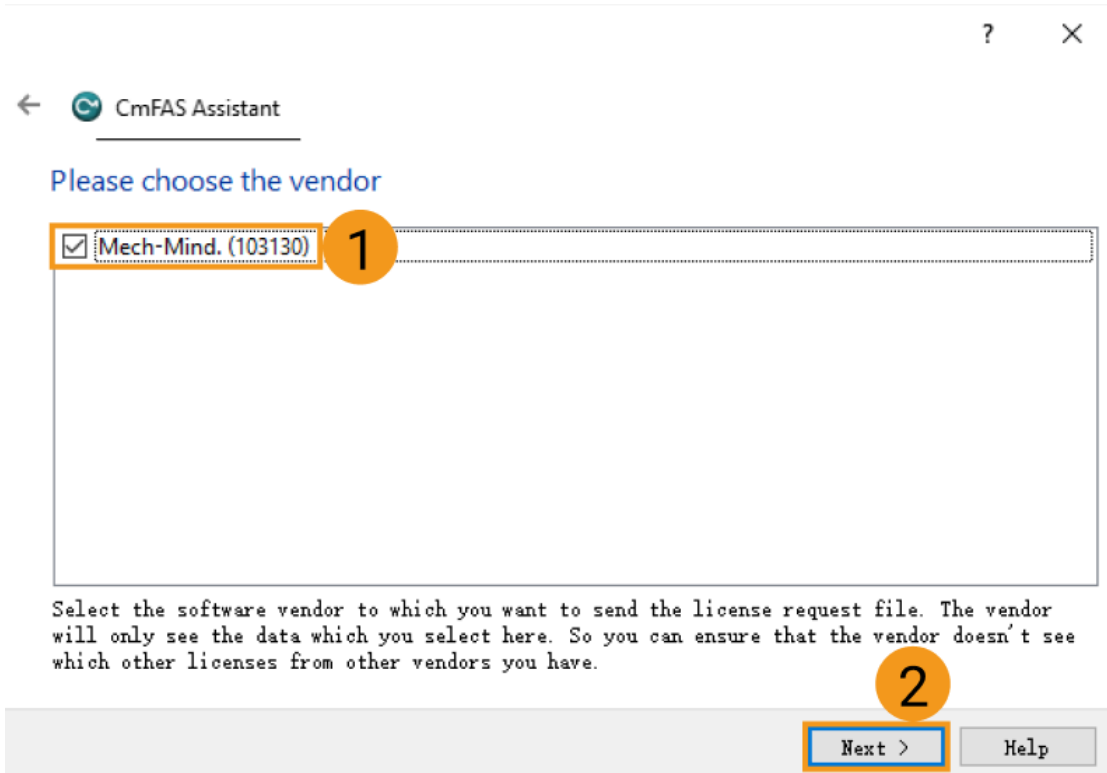 ?
CmFAS Assistant
Please choose the vendor
Mech-Mind. (103130)
1
Select the software vendor to which you want to send the license request file. The vendor
will only see the data which you select here. So you can ensure that the vendor doesn't see
which other licenses from other vendors you have.
2
Next >
Help